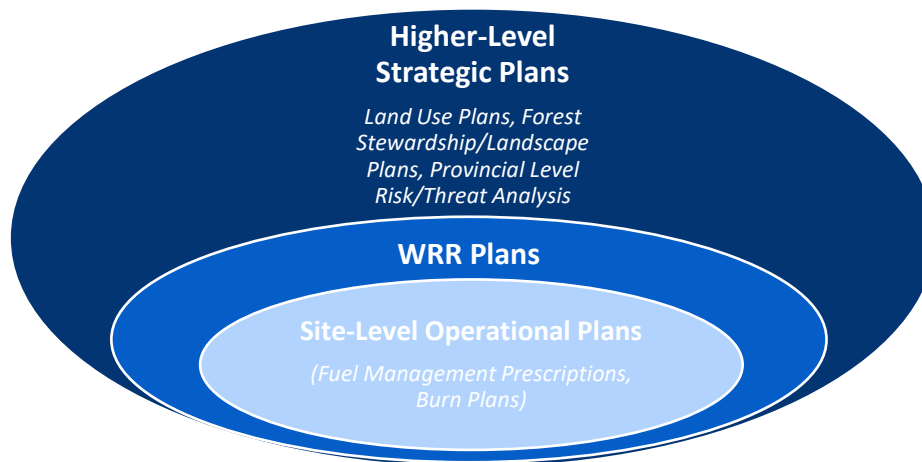 Higher-Level
Strategic Plans
Land Use Plans, Forest
Stewardship/Landscape
Plans, Provincial Level
Risk/Threat Analysis
WRR Plans
Site-Level Operational Plans
(Fuel Management Prescriptions,
Burn Plans)